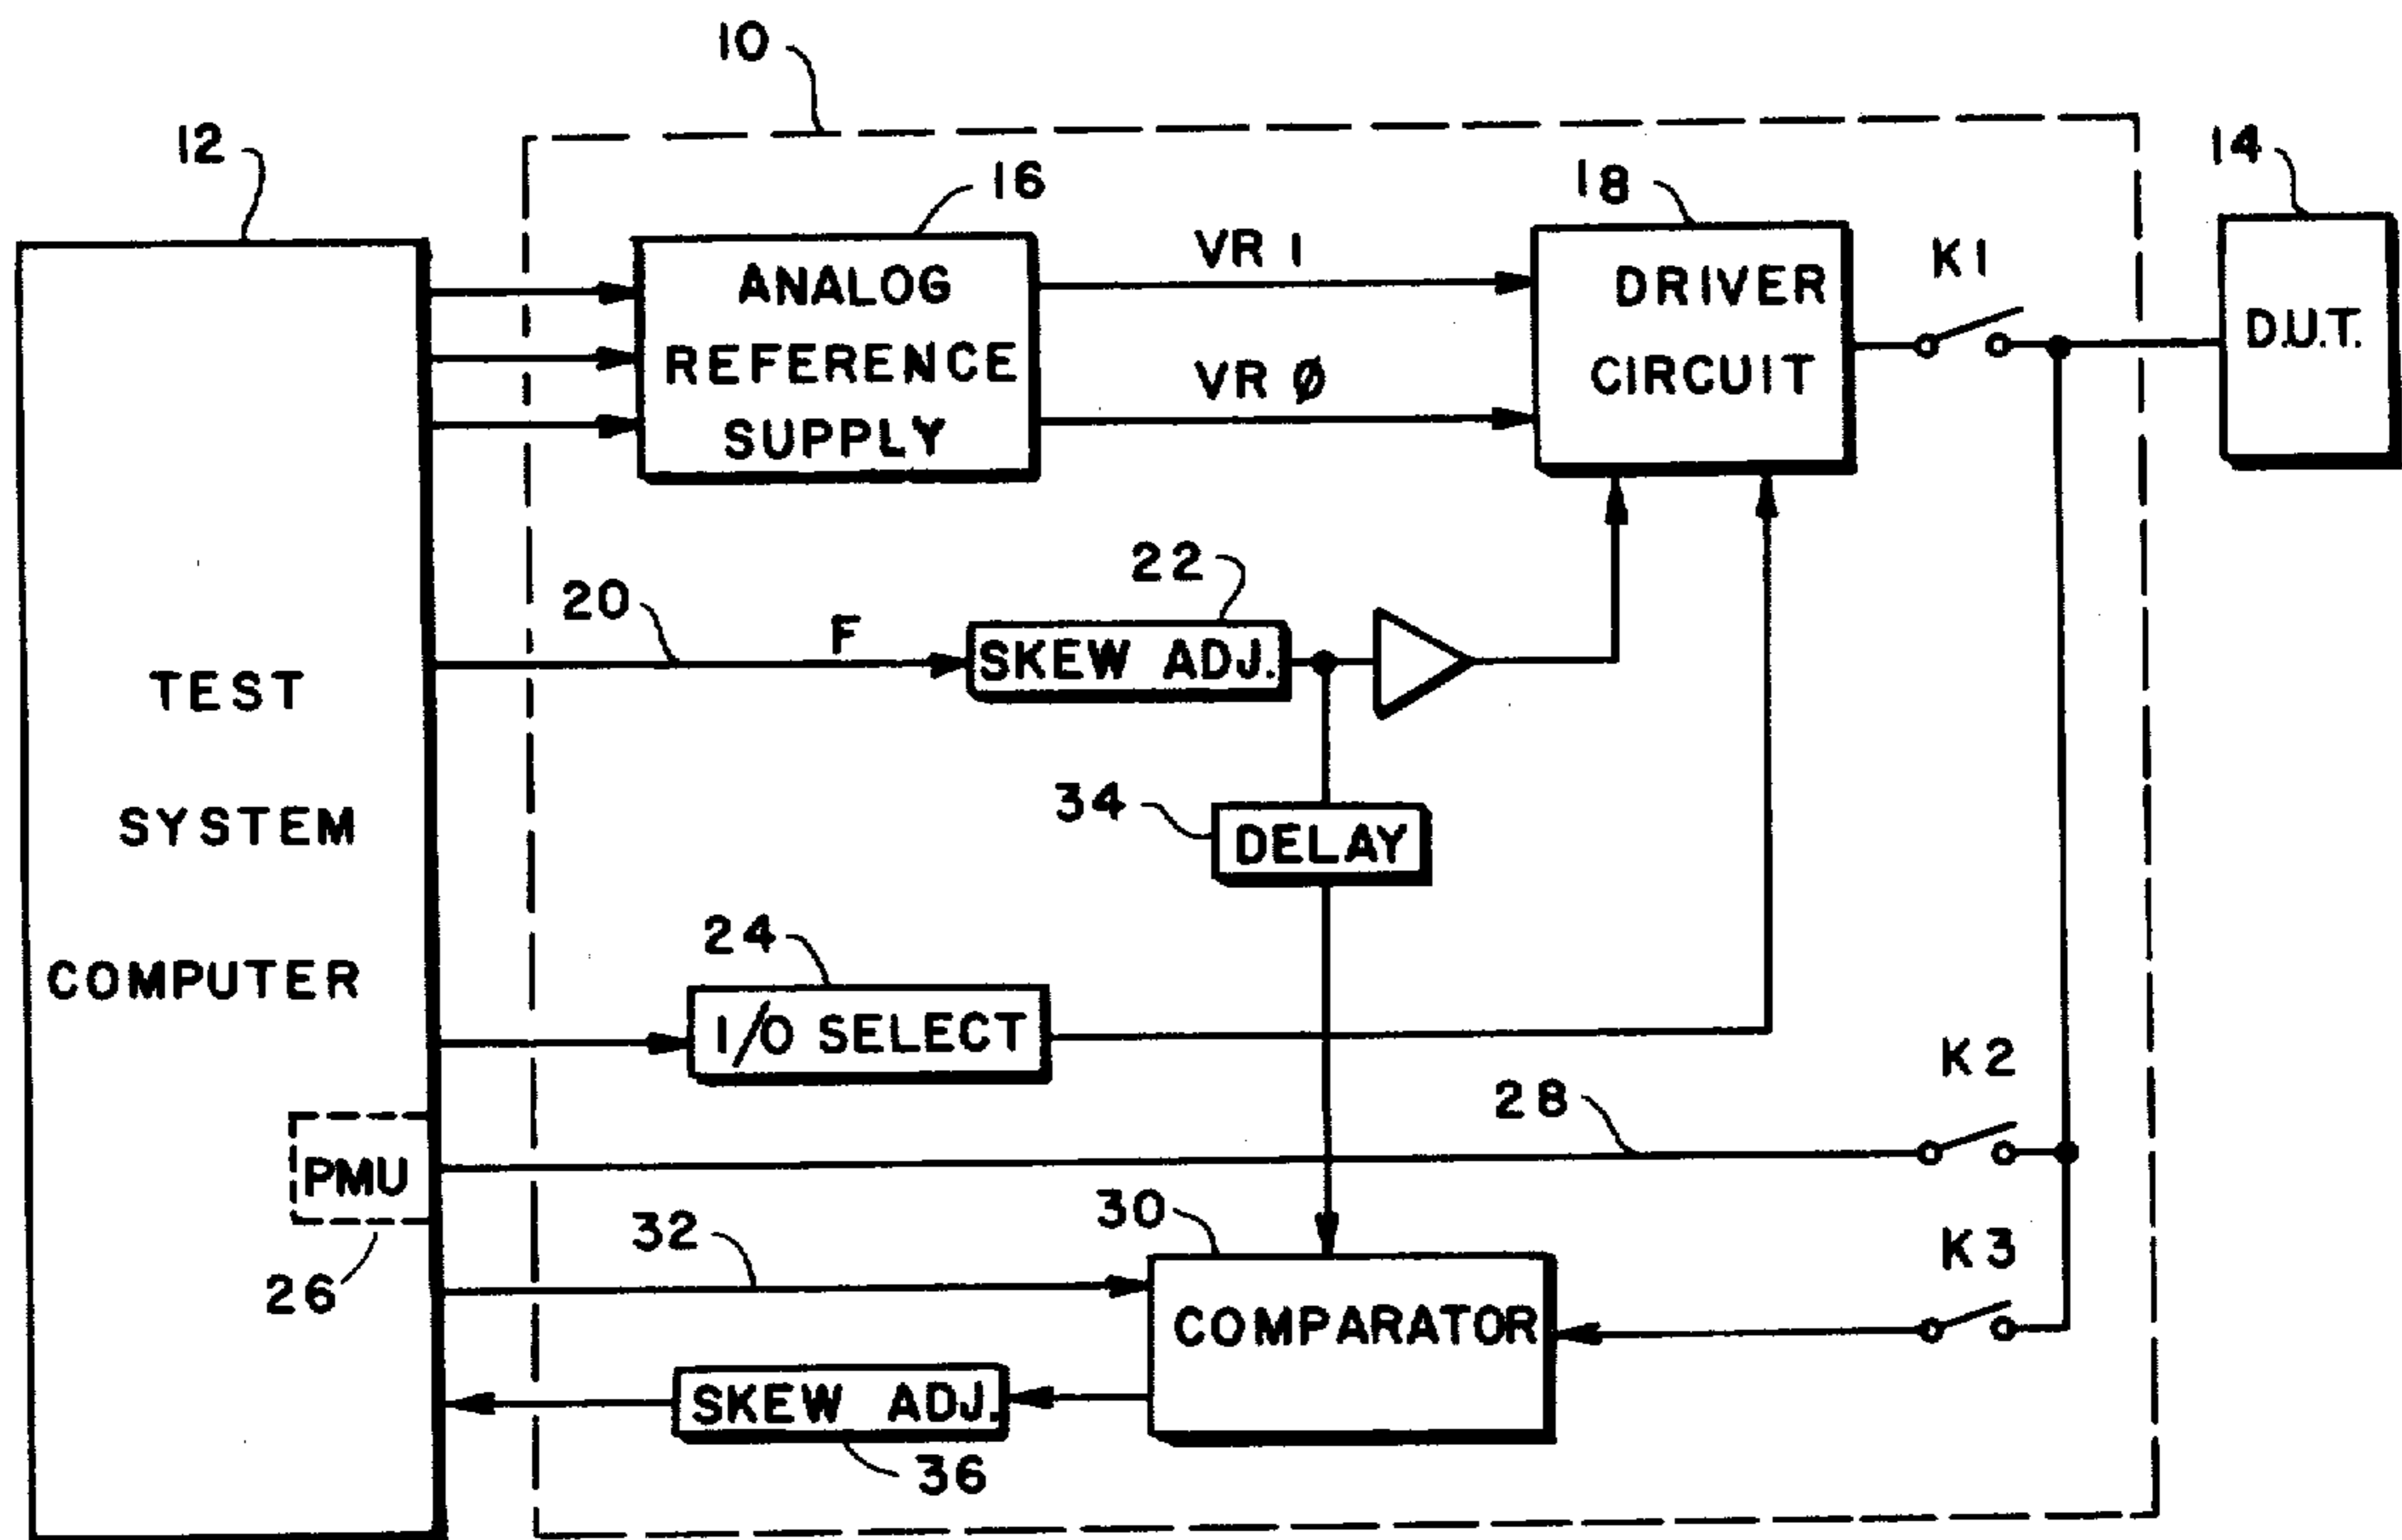 10
12
16
18
14
VR 1
K1
ANALOG
REFERENCE
SUPPLY
DRIVER
CIRCUIT
D.U.T.
VR Ø
22
20
F
SKEW ADJ.
TEST
SYSTEM
COMPUTER
34
DELAY
24
I/O SELECT
K2
28
PMU
26
32
30
K3
COMPARATOR
SKEW ADJ.
36